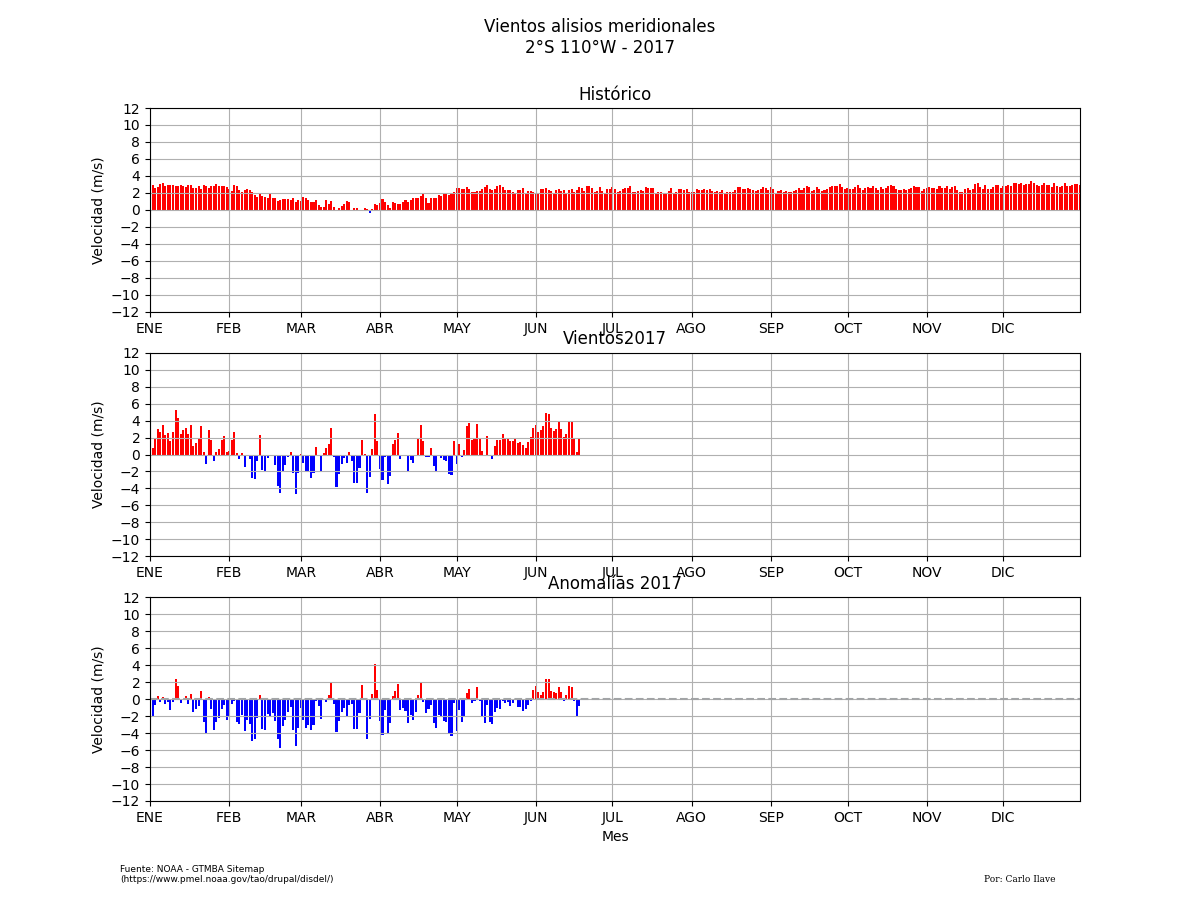 Vientos alisios meridionales
2°S 110°W - 2017
Histórico
12
10
8
6
4
2
0
−2
−4
−6
−8
−10
−12
Velocidad (m/s)
ENE FEB MAR ABR MAY JUN JUL AGO SEP OCT NOV DIC
Vientos2017
12
10
8
6
4
2
0
−2
−4
−6
−8
−10
−12
Velocidad (m/s)
ENE FEB MAR ABR MAY JUN JUL AGO SEP OCT NOV DIC
Anomalías 2017
12
10
8
6
4
2
0
−2
−4
−6
−8
−10
−12
Velocidad (m/s)
ENE FEB MAR ABR MAY JUN JUL AGO SEP OCT NOV DIC
Mes
Fuente: NOAA - GTMBA Sitemap
(https://www.pmel.noaa.gov/tao/drupal/disdel/)
Por: Carlo Ilave